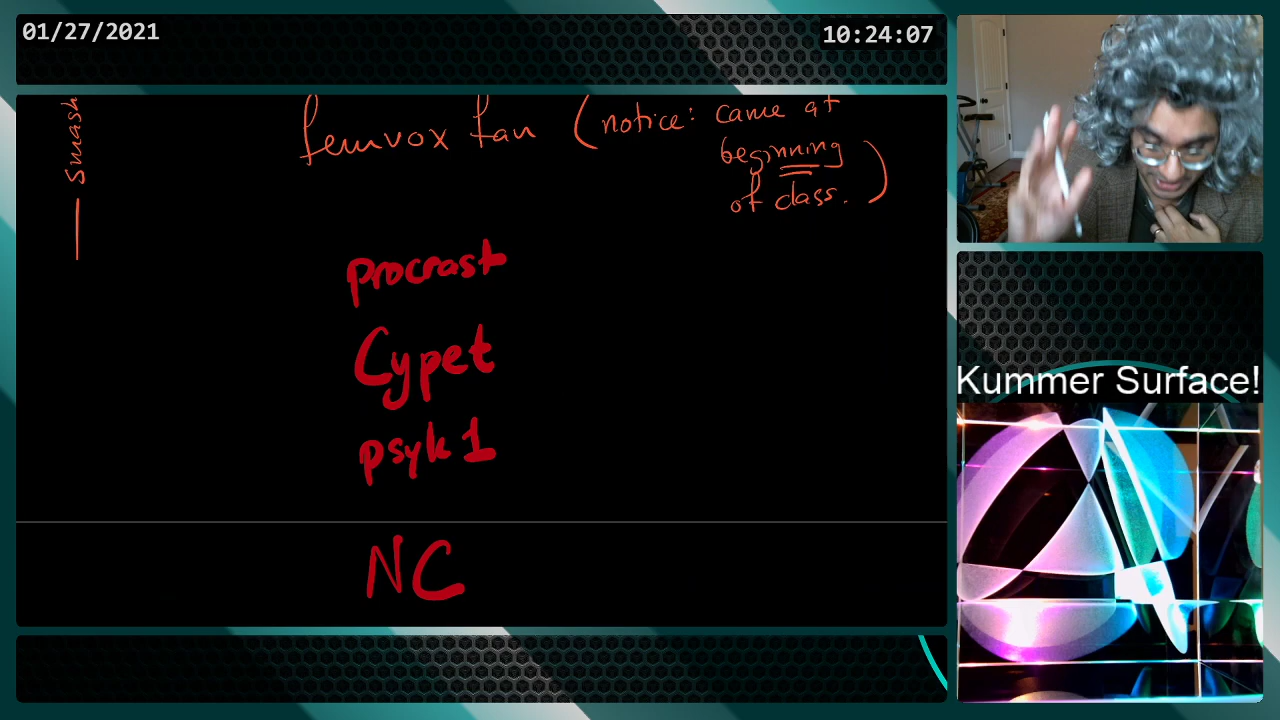 01/27/2021
10:24:07
Smash
femvox fan (notice: came at
beginning
of class.)
procrast
Cypet
psyk1
NC
Kummer Surface!